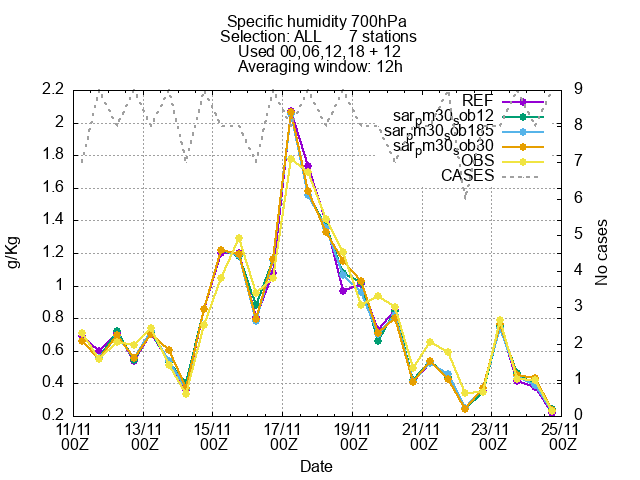 Specific humidity 700hPa
Selection: ALL 7 stations
Used 00,06,12,18 + 12
Averaging window: 12h
2.2
2
1.8
1.6
1.4
1.2
1
0.8
0.6
0.4
0.2
g/Kg
REF
sarpm30sob12
sarpm30sob185
sarpm30sob30
OBS
CASES
9
8
7
6
5
4
3
2
1
0
No cases
11/11 13/11 15/11 17/11 19/11 21/11 23/11 25/11
00Z 00Z 00Z 00Z 00Z 00Z 00Z 00Z
Date